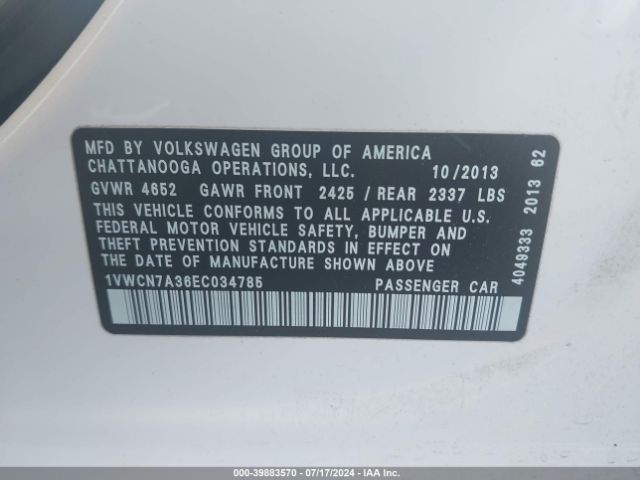 MFD BY VOLKSWAGEN GROUP OF AMERICA
CHATTANOOGA OPERATIONS, LLC. 10/2013
GVWR 4652 GAWR FRONT 2425 / REAR 2337 LBS
THIS VEHICLE CONFORMS TO ALL APPLICABLE U.S.
FEDERAL MOTOR VEHICLE SAFETY, BUMPER AND
THEFT PREVENTION STANDARDS IN EFFECT ON
THE DATE OF MANUFACTURE SHOWN ABOVE
1VWCN7A36EC034785 PASSENGER CAR
4049333 2013 62
000-39883570 - 07/17/2024 - IAA Inc.